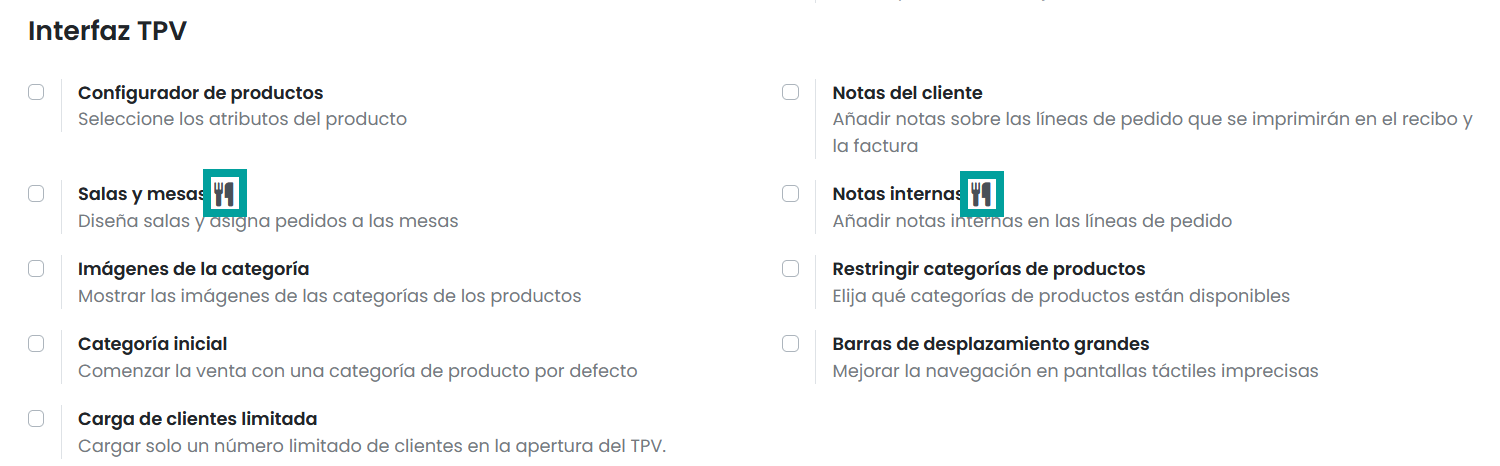 Interfaz TPV
Configurador de productos
Seleccione los atributos del producto
Notas del cliente
Añadir notas sobre las líneas de pedido que se imprimirán en el recibo y
la factura
Salas y mesas
Diseña salas y asigna pedidos a las mesas
Notas internas
Añadir notas internas en las líneas de pedido
Imágenes de la categoría
Mostrar las imágenes de las categorías de los productos
Restringir categorías de productos
Elija qué categorías de productos están disponibles
Categoría inicial
Comenzar la venta con una categoría de producto por defecto
Barras de desplazamiento grandes
Mejorar la navegación en pantallas táctiles imprecisas
Carga de clientes limitada
Cargar solo un número limitado de clientes en la apertura del TPV.